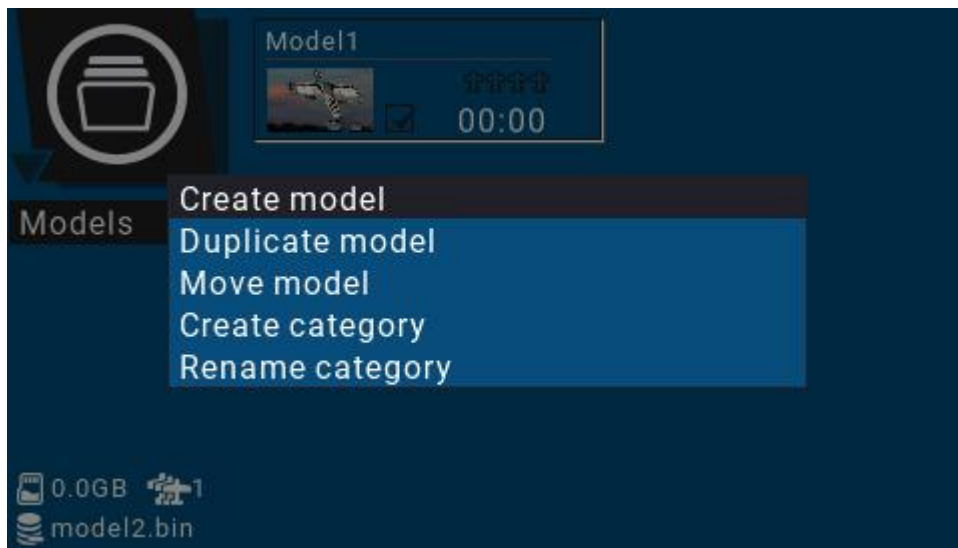 Model1
00:00
Models
Create model
Duplicate model
Move model
Create category
Rename category
0.0GB 1
model2.bin